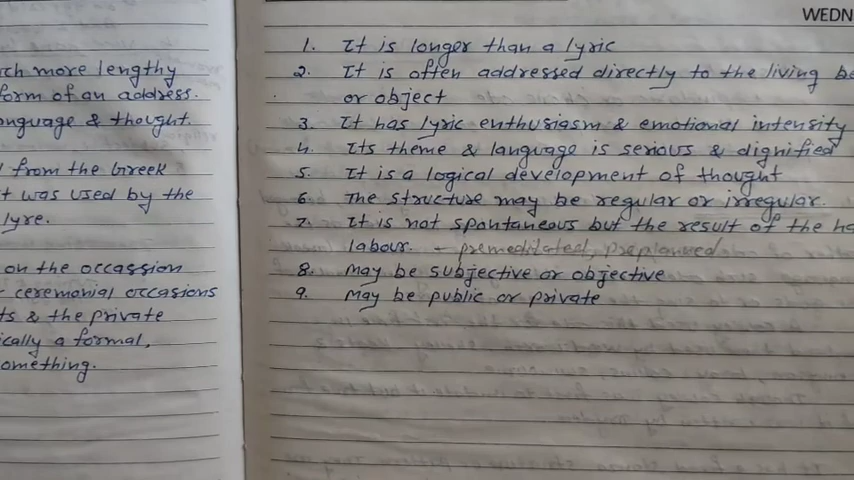 ch more lengthy
form of an address.
nguage & thought.
from the Greek
t was used by the
lyre.
on the occassion
ceremonial occasions
ts & the private
ically a formal,
omething.
WEDN
1. It is longer than a lyric
2. It is often addressed directly to the living be
or object
3. It has lyric enthusiasm & emotional intensity
4. Its theme & language is serious & dignified
5. It is a logical development of thought
6. The structure may be regular or irregular.
7. It is not spontaneous but the result of the ha
labour. - premeditated, preplanned
8. may be subjective or objective
9. may be public or private